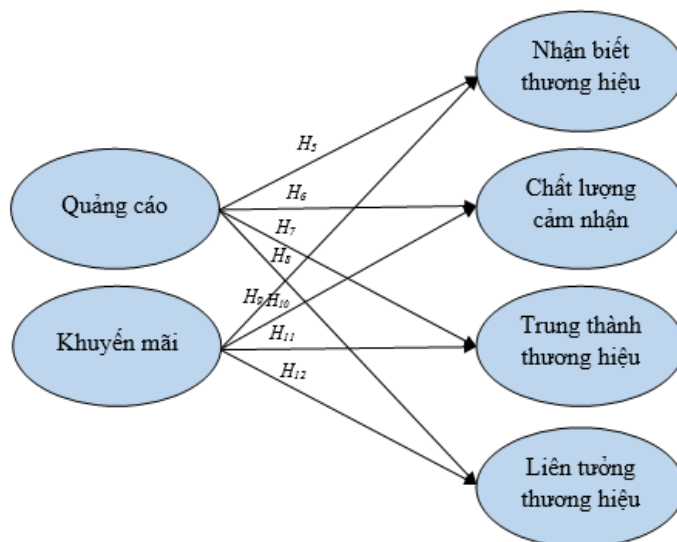 Nhận biết
thương hiệu
H5
Quảng cáo
H6
Chất lượng
cảm nhận
H7
H8
H9
H10
Khuyến mãi
H11
Trung thành
thương hiệu
H12
Liên tưởng
thương hiệu